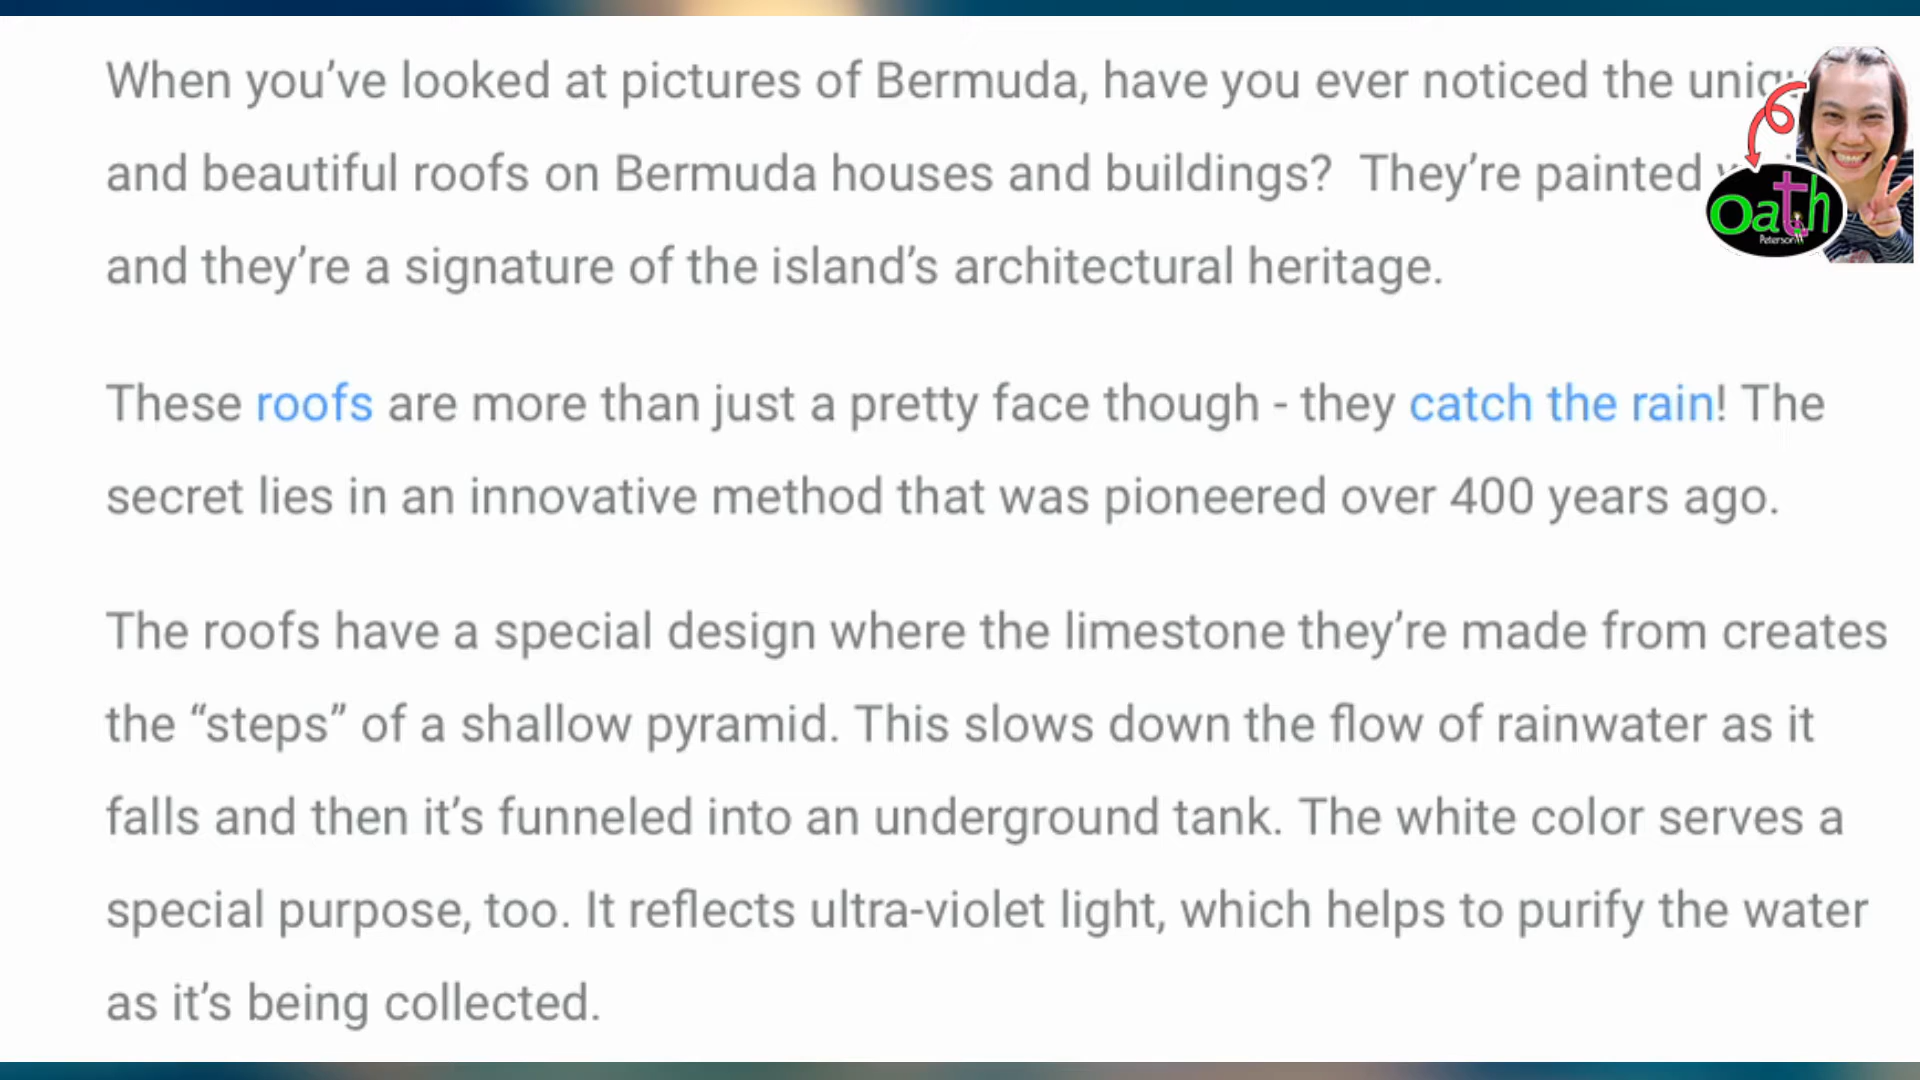 When you’ve looked at pictures of Bermuda, have you ever noticed the
and beautiful roofs on Bermuda houses and buildings?  They’re painted
and they’re a signature of the island’s architectural heritage.
These roofs are more than just a pretty face though - they catch the rain! The
secret lies in an innovative method that was pioneered over 400 years ago.
The roofs have a special design where the limestone they’re made from creates
the “steps” of a shallow pyramid. This slows down the flow of rainwater as it
falls and then it’s funneled into an underground tank. The white color serves a
special purpose, too. It reflects ultra-violet light, which helps to purify the water
as it’s being collected.
Oath
Peterson